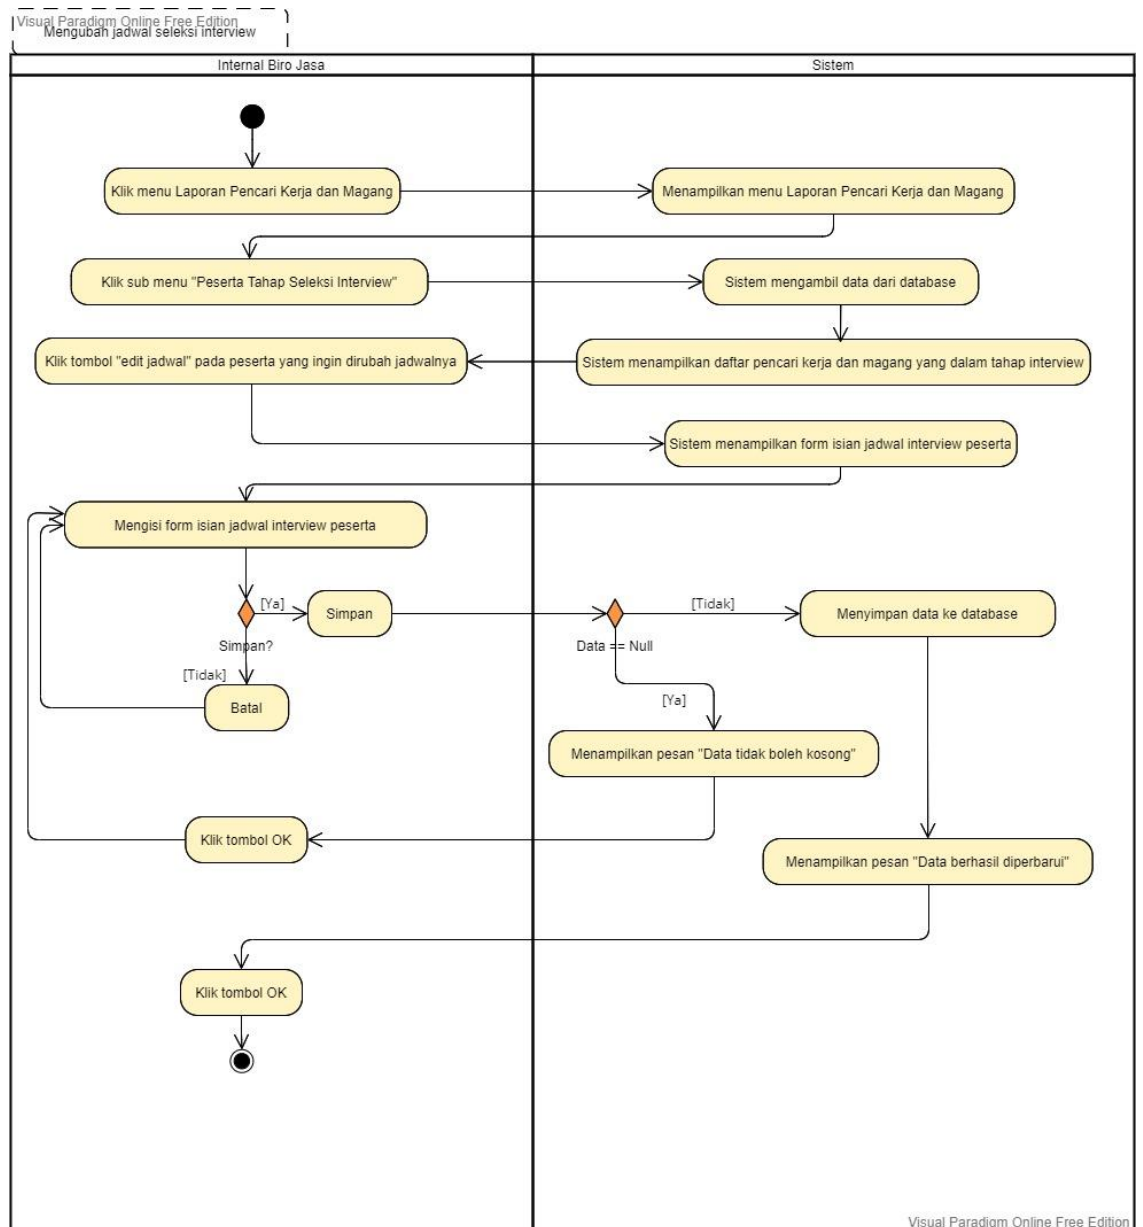 Visual Paradigm Online Free Edition
Mengubah jadwal seleksi interview
Internal Biro Jasa
Sistem
Klik menu Laporan Pencari Kerja dan Magang
Menampilkan menu Laporan Pencari Kerja dan Magang
Klik sub menu "Peserta Tahap Seleksi Interview"
Sistem mengambil data dari database
Klik tombol "edit jadwal" pada peserta yang ingin dirubah jadwalnya
Sistem menampilkan daftar pencari kerja dan magang yang dalam tahap interview
Sistem menampilkan form isian jadwal interview peserta
Mengisi form isian jadwal interview peserta
[Ya]
Simpan
[Tidak]
Menyimpan data ke database
Simpan?
Data == Null
[Tidak]
Batal
[Ya]
Menampilkan pesan "Data tidak boleh kosong"
Klik tombol OK
Menampilkan pesan "Data berhasil diperbarui"
Klik tombol OK
Visual Paradigm Online Free Edition